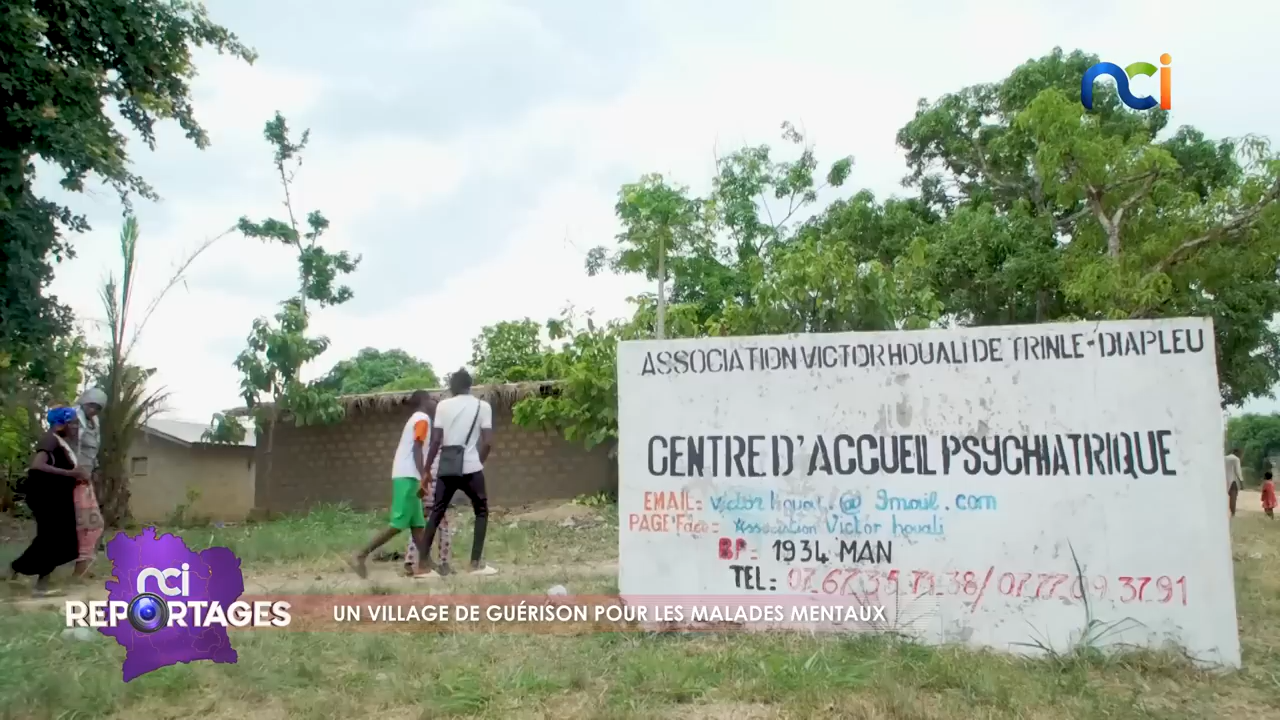 nci
ASSOCIATION VICTOR HOUALI DE TRINLE-DIAPLEU
CENTRE D'ACCUEIL PSYCHIATRIQUE
EMAIL: victor houali@gmail.com
PAGE'Face: Association Victor houali
BP: 1934 MAN
TEL: 07.67.35.71.38/07.77.09.37.91
nci
REPORTAGES
UN VILLAGE DE GUÉRISON POUR LES MALADES MENTAUX